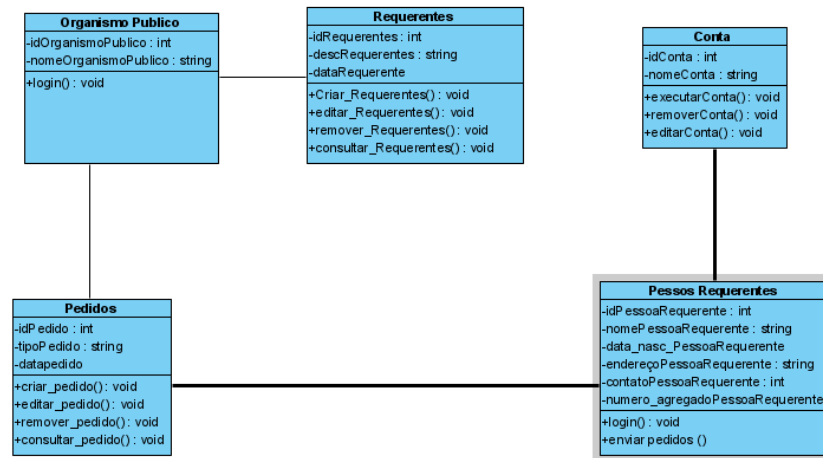 Organismo Publico
-idOrganismoPublico : int
-nomeOrganismoPublico : string
+login() : void
Requerentes
-idRequerentes : int
-descRequerentes : string
-dataRequerente
+Criar_Requerentes() : void
+editar_Requerentes() : void
+remover_Requerentes() : void
+consultar_Requerentes() : void
Conta
-idConta : int
-nomeConta : string
+executarConta() : void
+removerConta() : void
+editarConta() : void
Pedidos
-idPedido : int
-tipoPedido : string
-datapedido
+criar_pedido() : void
+editar_pedido() : void
+remover_pedido() : void
+consultar_pedido() : void
Pessos Requerentes
-idPessoaRequerente : int
-nomePessoaRequerente : string
-data_nasc_PessoaRequerente
-endereçoPessoaRequerente : string
-contatoPessoaRequerente : int
-numero_agregadoPessoaRequerente
+login() : void
+enviar pedidos ()